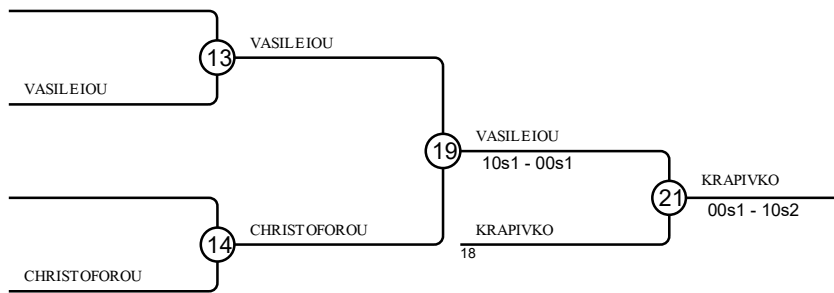 13
VASILEIOU
VASILEIOU
19
VASILEIOU
10s1 - 00s1
21
KRAPIVKO
00s1 - 10s2
14
CHRISTOFOROU
KRAPIVKO
18
CHRISTOFOROU